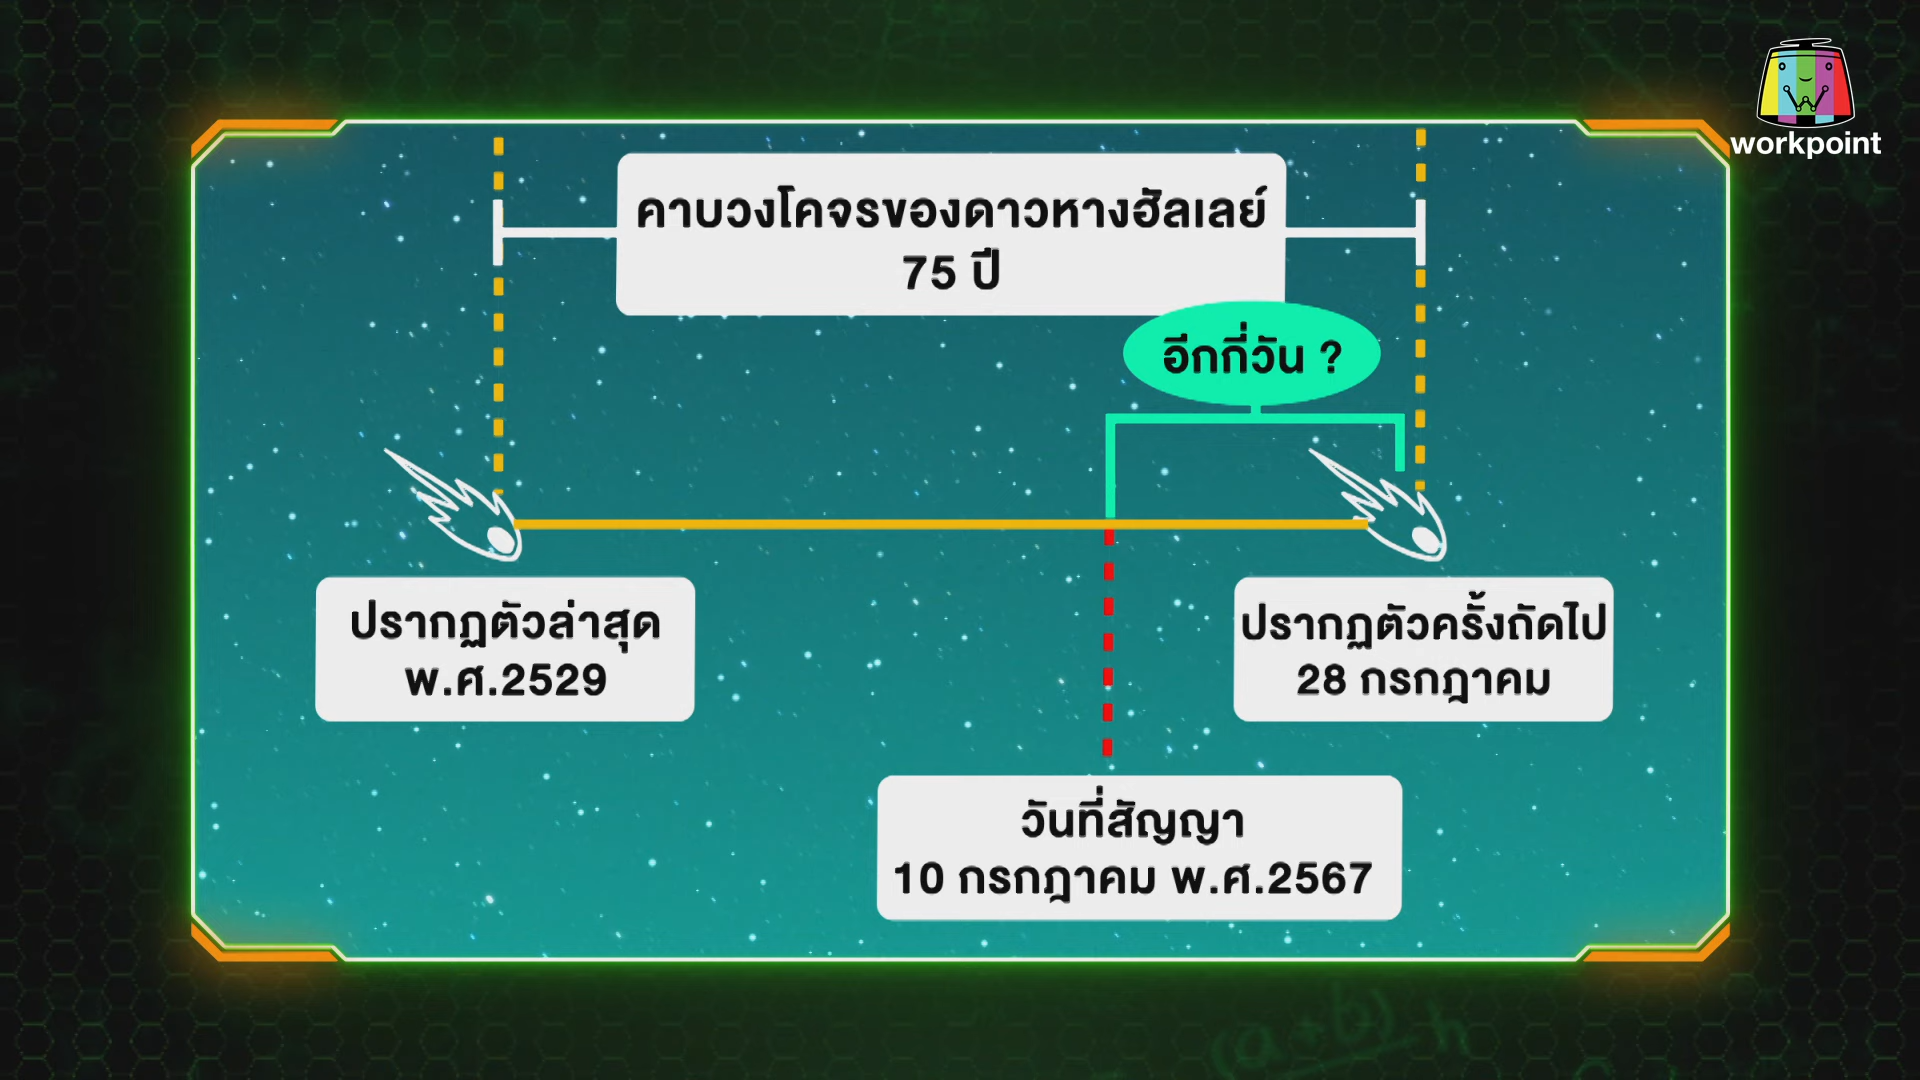 workpoint
คาบวงโคจรของดาวหางฮัลเลย์
75 ปี
อีกกี่วัน ?
ปรากฏตัวล่าสุด
พ.ศ.2529
ปรากฏตัวครั้งถัดไป
28 กรกฎาคม
วันที่สัญญา
10 กรกฎาคม พ.ศ.2567
(a+b) h